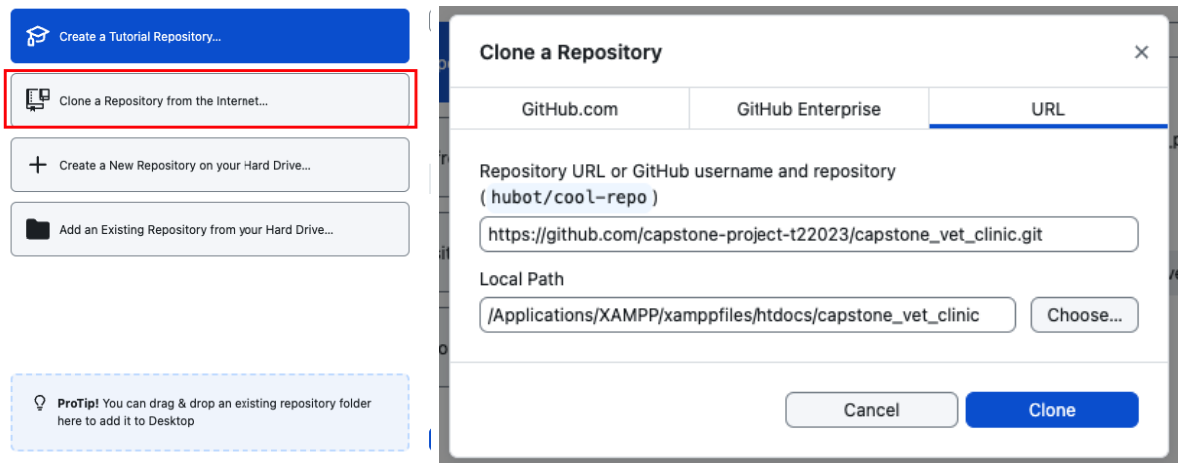 Create a Tutorial Repository...
Clone a Repository from the Internet...
Create a New Repository on your Hard Drive...
Add an Existing Repository from your Hard Drive...
ProTip! You can drag & drop an existing repository folder
here to add it to Desktop
Clone a Repository
GitHub.com
GitHub Enterprise
URL
Repository URL or GitHub username and repository
(hubot/cool-repo)
https://github.com/capstone-project-t22023/capstone_vet_clinic.git
Local Path
/Applications/XAMPP/xamppfiles/htdocs/capstone_vet_clinic
Choose...
Cancel
Clone